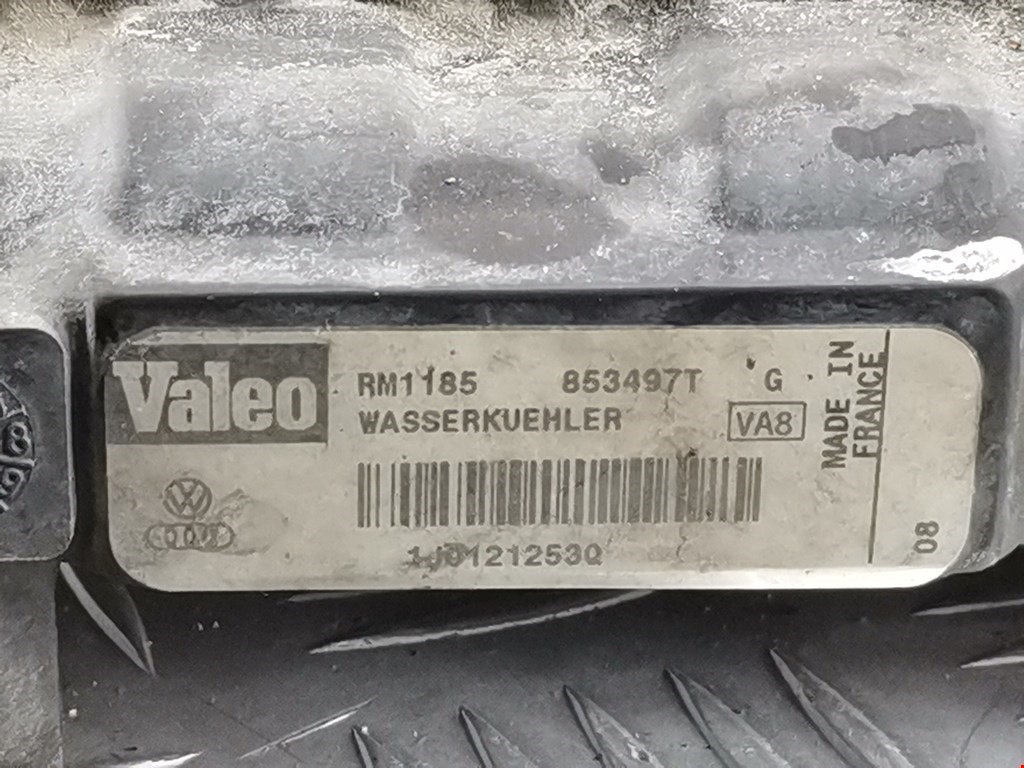 Valeo
RM1185 853497T G
WASSERKUEHLER VA8
1J0121253Q
MADE IN
FRANCE
08